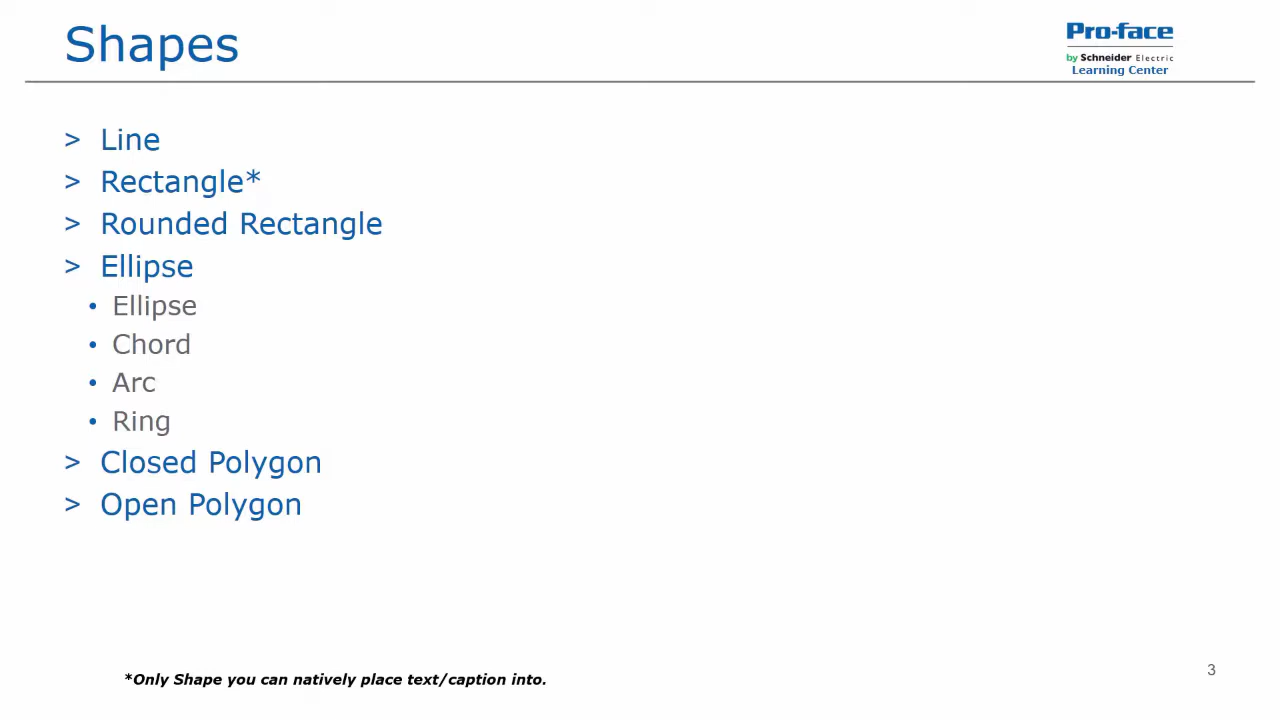 Shapes
Pro-face
by Schneider Electric
Learning Center
> Line
> Rectangle*
> Rounded Rectangle
> Ellipse
• Ellipse
• Chord
• Arc
• Ring
> Closed Polygon
> Open Polygon
*Only Shape you can natively place text/caption into.
3